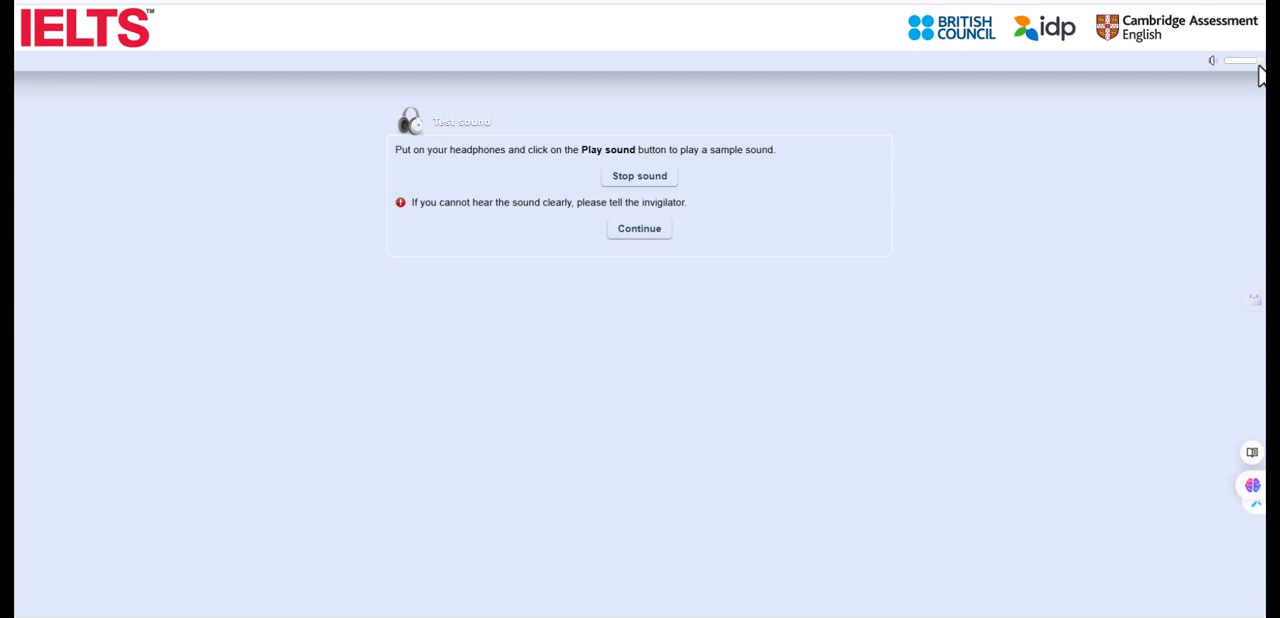 IELTS™
BRITISH
COUNCIL
idp
Cambridge Assessment
English
Test sound
Put on your headphones and click on the Play sound button to play a sample sound.
Stop sound
If you cannot hear the sound clearly, please tell the invigilator.
Continue